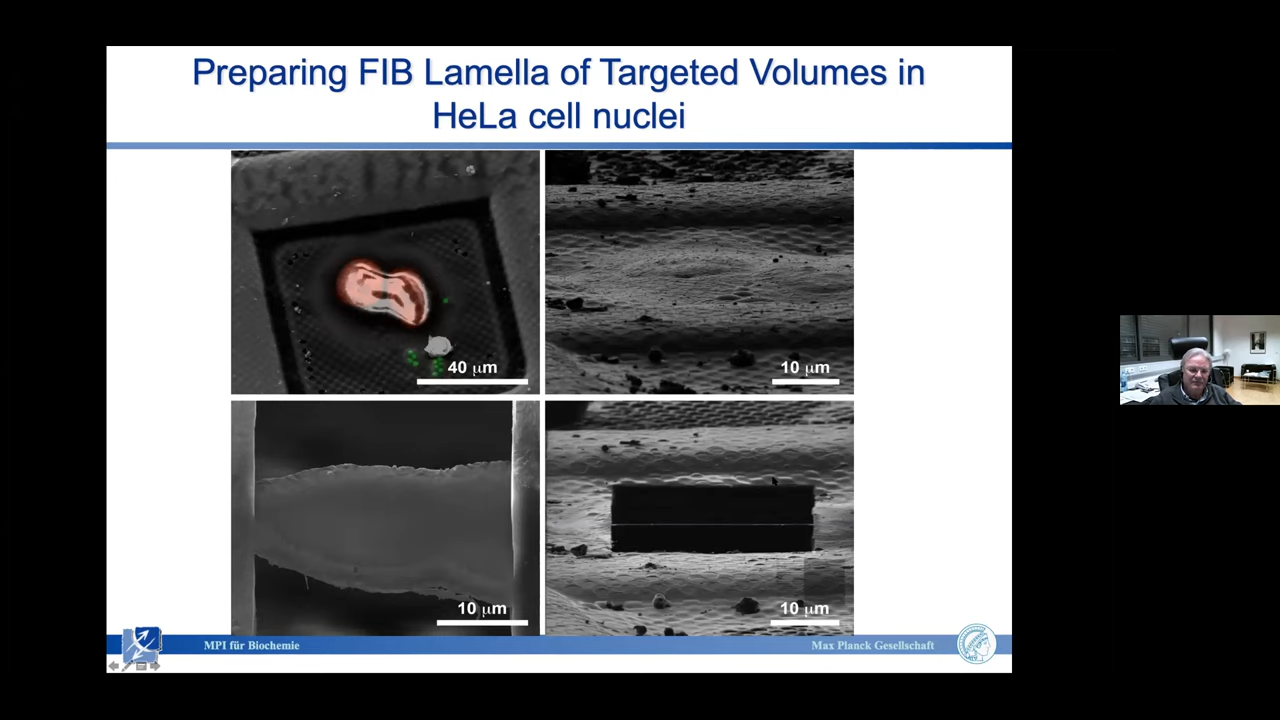 Preparing FIB Lamella of Targeted Volumes in
HeLa cell nuclei
40 μm
10 μm
10 μm
10 μm
MPI für Biochemie
Max Planck Gesellschaft